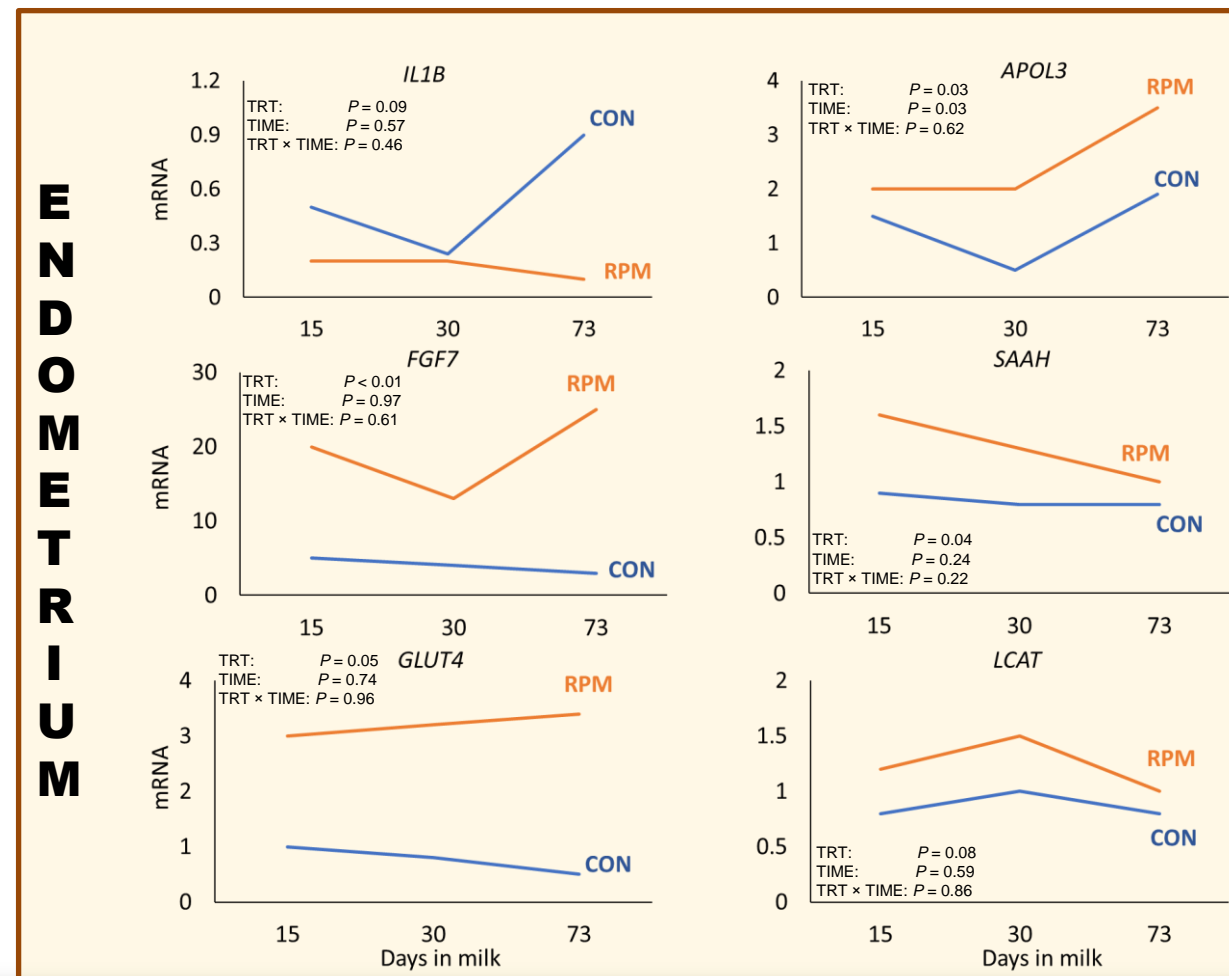 ENDOMETRIUM
IL1B
TRT: P = 0.09
TIME: P = 0.57
TRT × TIME: P = 0.46
mRNA
1.2
0.9
0.6
0.3
0
CON
RPM
15 30 73
APOL3
TRT: P = 0.03
TIME: P = 0.03
TRT × TIME: P = 0.62
4
3
2
1
0
RPM
CON
15 30 73
FGF7
TRT: P < 0.01
TIME: P = 0.97
TRT × TIME: P = 0.61
mRNA
30
20
10
0
RPM
CON
15 30 73
SAAH
2
1.5
1
0.5
0
RPM
CON
TRT: P = 0.04
TIME: P = 0.24
TRT × TIME: P = 0.22
15 30 73
GLUT4
TRT: P = 0.05
TIME: P = 0.74
TRT × TIME: P = 0.96
mRNA
4
3
2
1
0
RPM
CON
15 30 73
Days in milk
LCAT
2
1.5
1
0.5
0
RPM
CON
TRT: P = 0.08
TIME: P = 0.59
TRT × TIME: P = 0.86
15 30 73
Days in milk